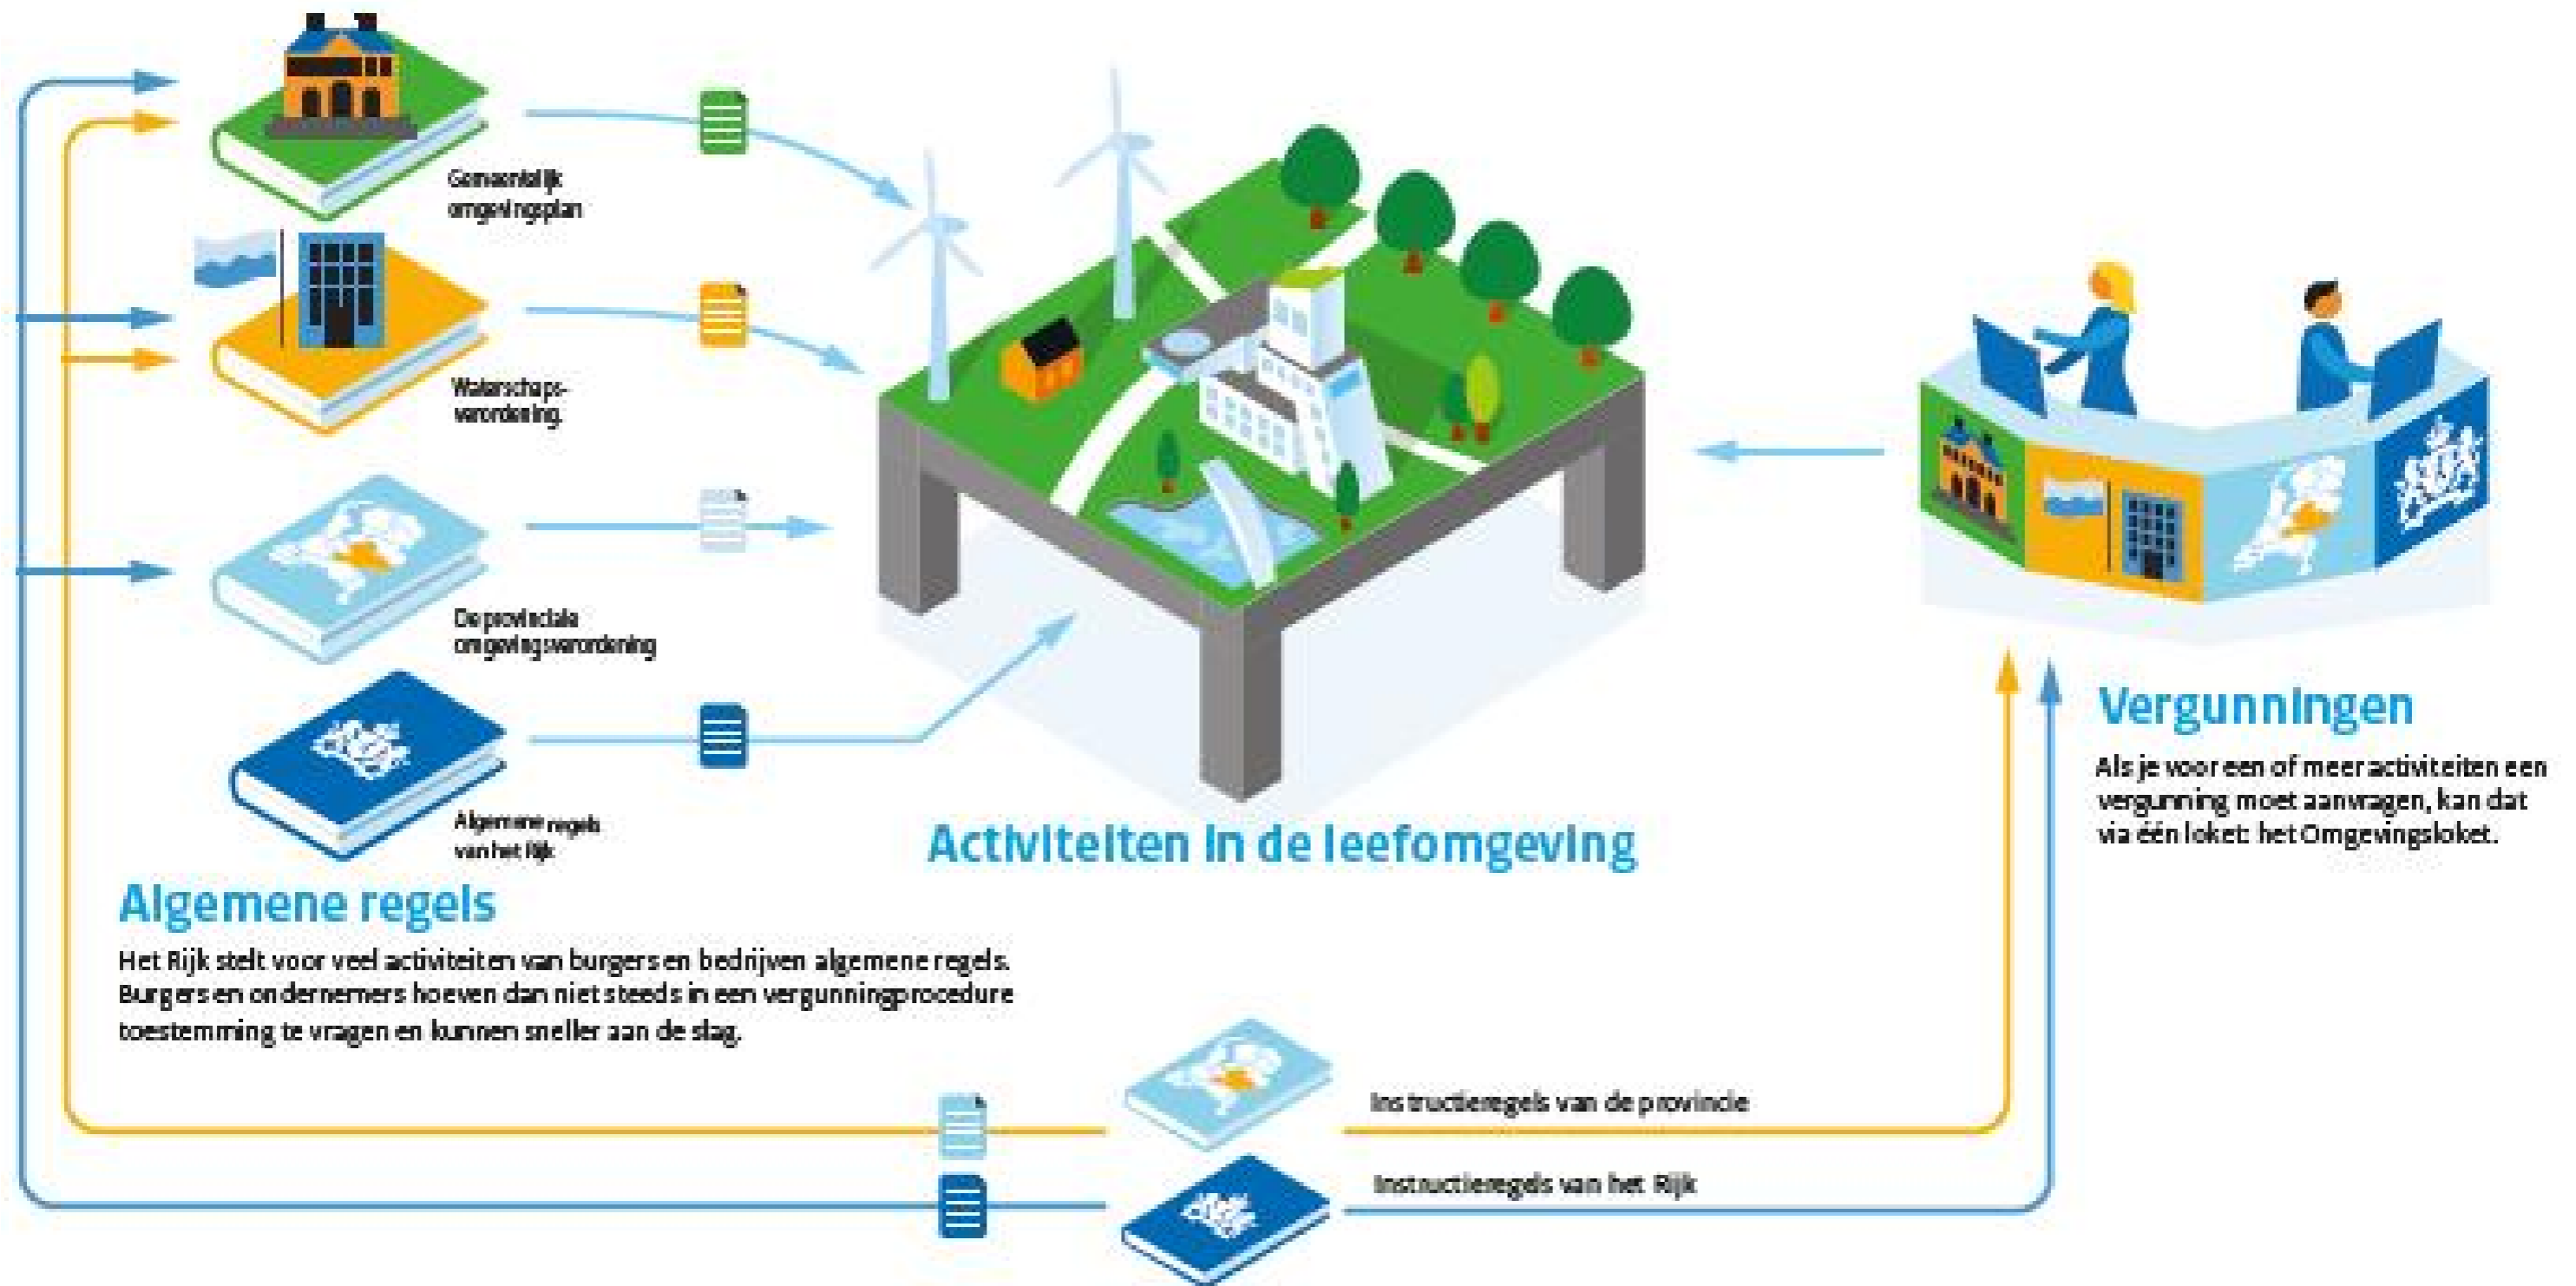 Gemeentelijk
omgevingsplan
Waterschaps-
verordening.
De provinciale
omgevingsverordening
Algemene regels
van het Rijk
Algemene regels
Het Rijk stelt voor veel activiteiten van burgers en bedrijven algemene regels.
Burgers en ondernemers hoeven dan niet steeds in een vergunningprocedure
toestemming te vragen en kunnen sneller aan de slag.
Activiteiten in de leefomgeving
Vergunningen
Als je voor een of meer activiteiten een
vergunning moet aanvragen, kan dat
via één loket: het Omgevingsloket.
Instructieregels van de provincie
Instructieregels van het Rijk